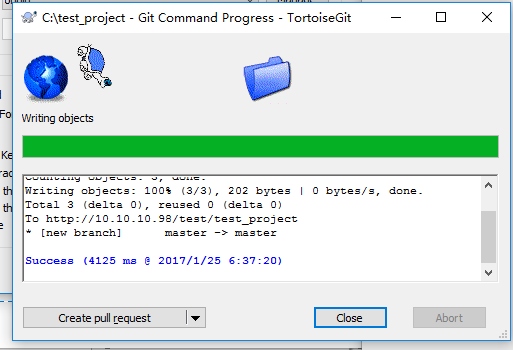 C:\test_project - Git Command Progress - TortoiseGit
Writing objects
Counting objects: 3, done.
Writing objects: 100% (3/3), 202 bytes | 0 bytes/s, done.
Total 3 (delta 0), reused 0 (delta 0)
To http://10.10.10.98/test/test_project
* [new branch]      master -> master
Success (4125 ms @ 2017/1/25 6:37:20)
Create pull request
Close
Abort